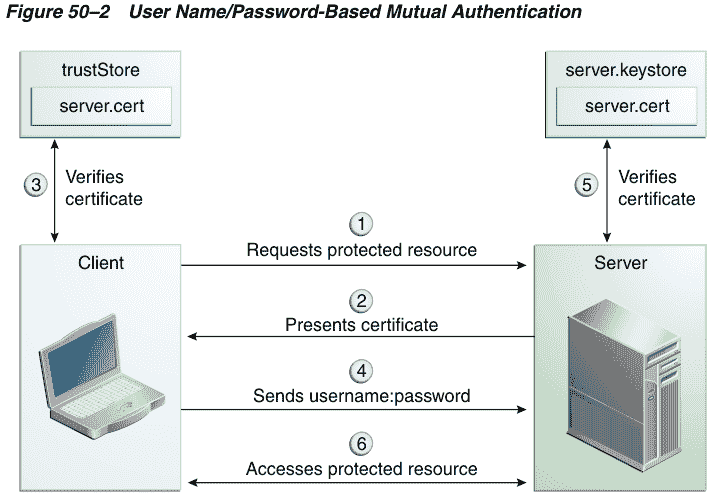 Figure 50–2 User Name/Password-Based Mutual Authentication
trustStore
server.cert
server.keystore
server.cert
3
Verifies
certificate
5
Verifies
certificate
1
Requests protected resource
Client
Server
2
Presents certificate
4
Sends username:password
6
Accesses protected resource